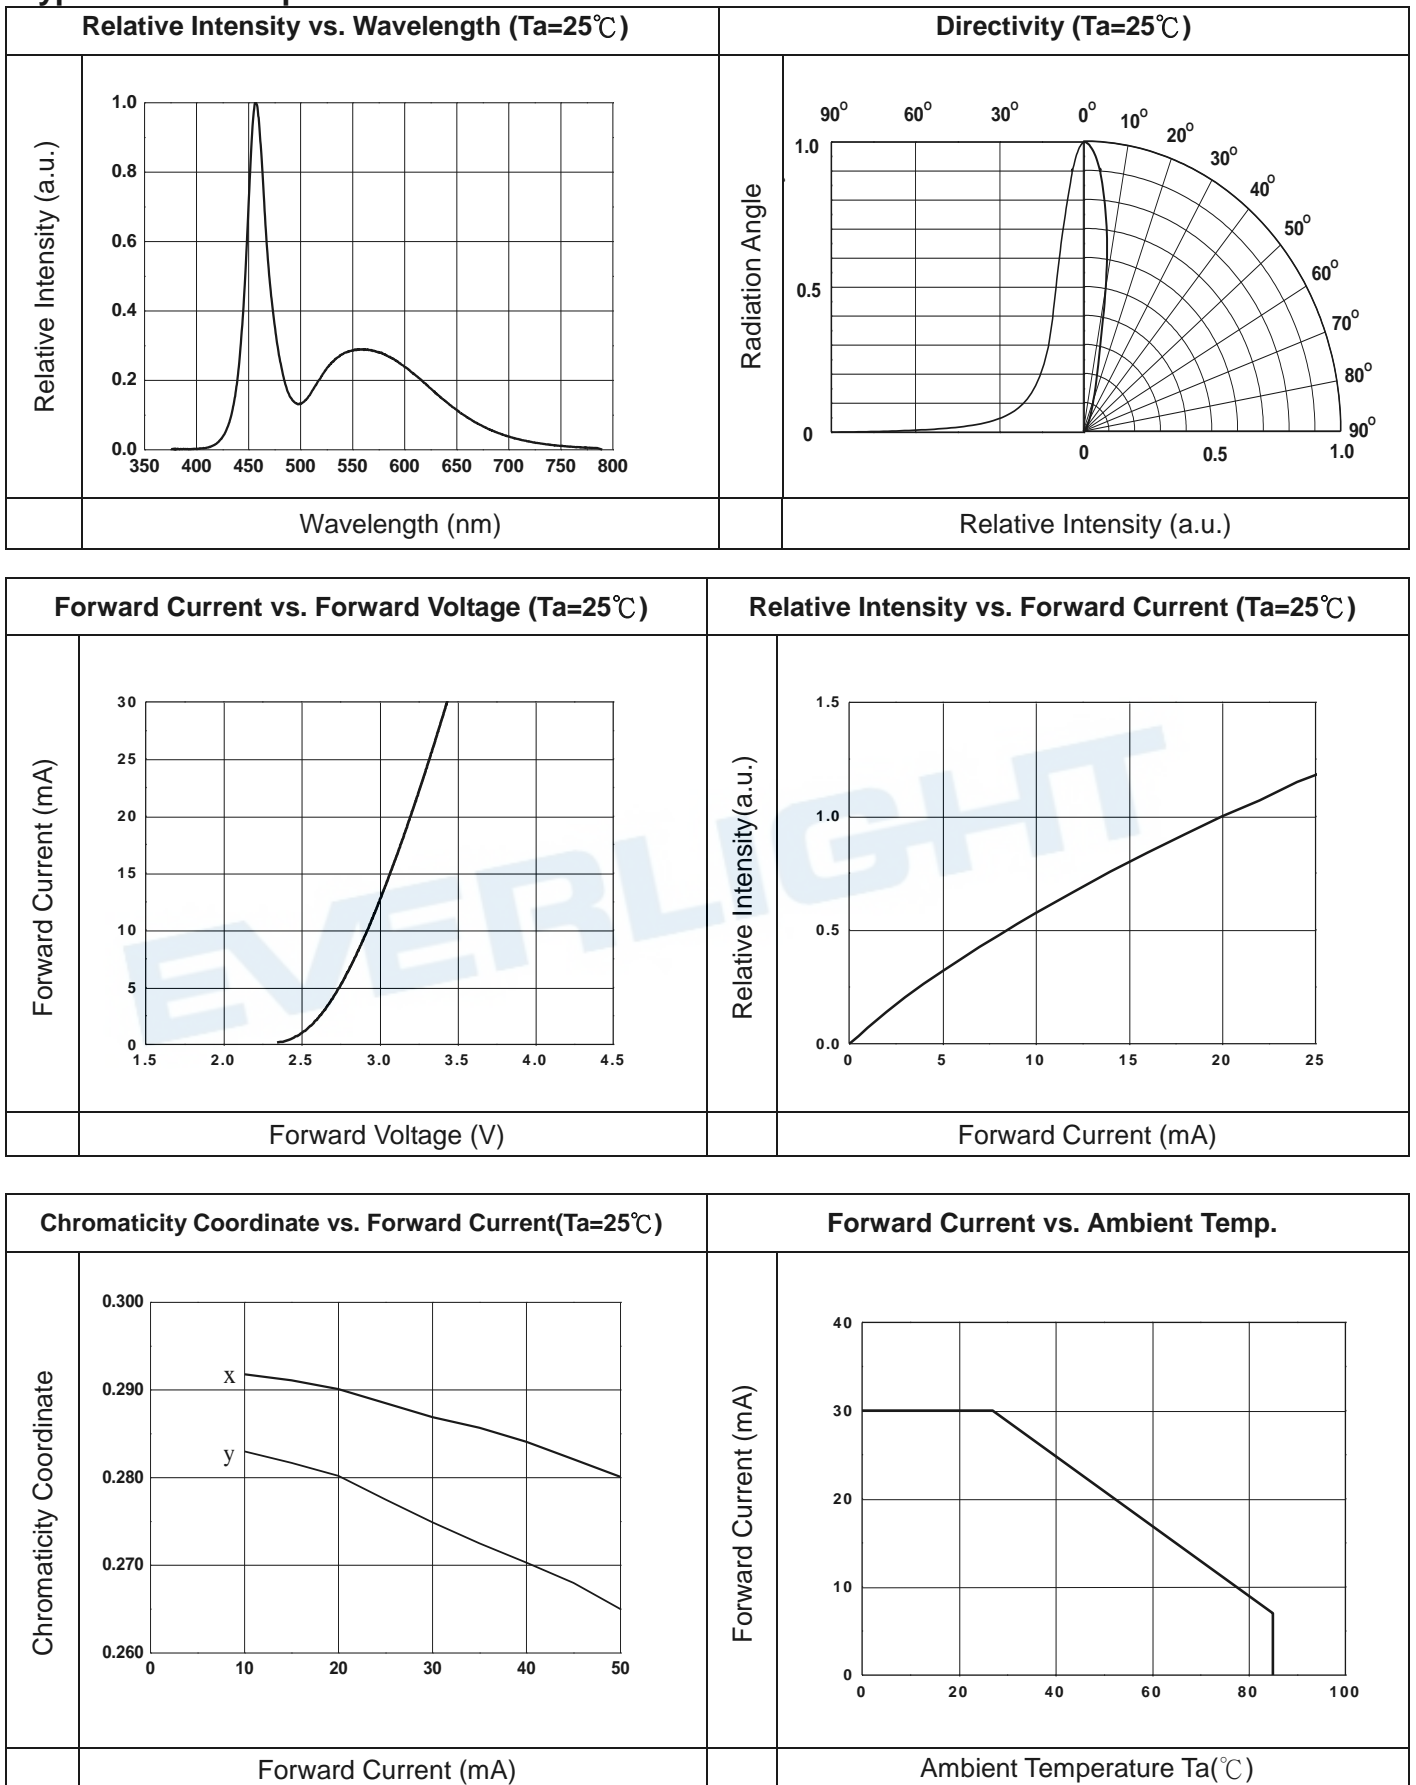 Relative Intensity vs. Wavelength (Ta=25℃)
Directivity (Ta=25℃)
Relative Intensity (a.u.)
1.0
0.8
0.6
0.4
0.2
0.0
350 400 450 500 550 600 650 700 750 800
Wavelength (nm)
Radiation Angle
90° 60° 30° 0° 10° 20° 30° 40° 50° 60° 70° 80° 90°
1.0
0.5
0
0 0.5 1.0
Relative Intensity (a.u.)
Forward Current vs. Forward Voltage (Ta=25℃)
Relative Intensity vs. Forward Current (Ta=25℃)
Forward Current (mA)
30
25
20
15
10
5
0
1.5 2.0 2.5 3.0 3.5 4.0 4.5
Forward Voltage (V)
Relative Intensity(a.u.)
1.5
1.0
0.5
0.0
0 5 10 15 20 25
Forward Current (mA)
EVERLIGHT
Chromaticity Coordinate vs. Forward Current(Ta=25℃)
Forward Current vs. Ambient Temp.
Chromaticity Coordinate
0.300
0.290
0.280
0.270
0.260
x
y
0 10 20 30 40 50
Forward Current (mA)
Forward Current (mA)
40
30
20
10
0
0 20 40 60 80 100
Ambient Temperature Ta(℃)